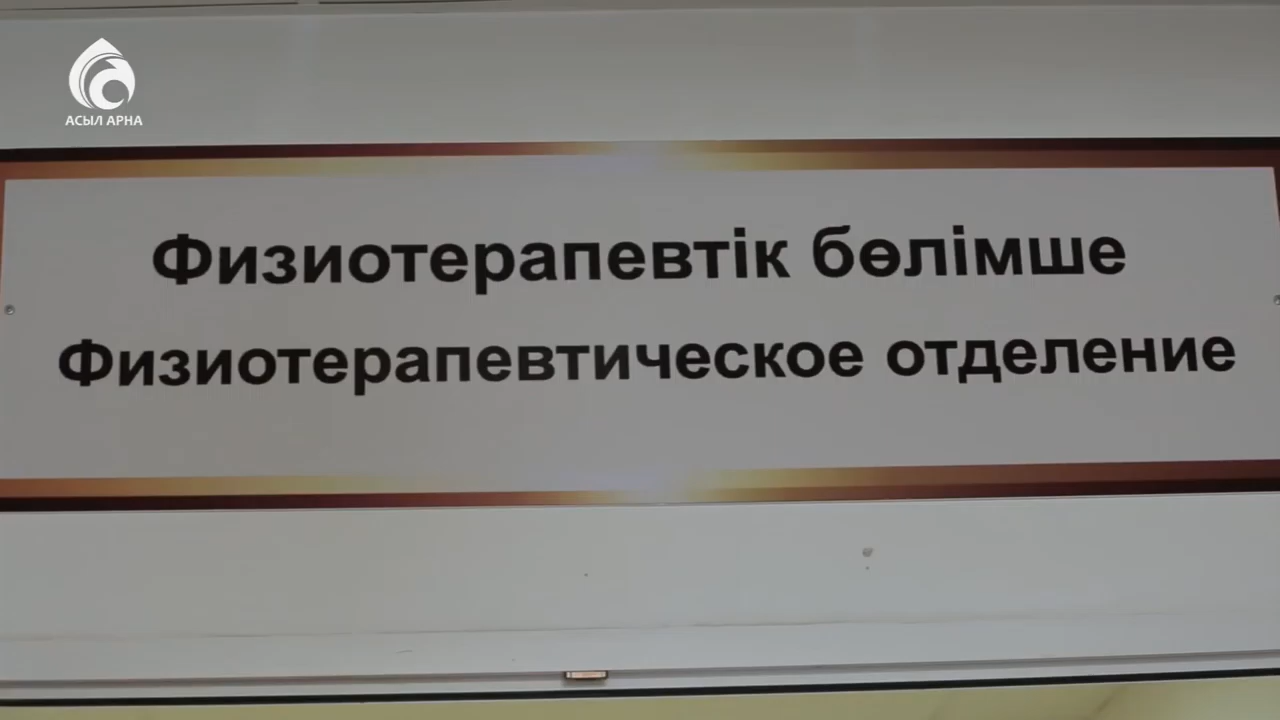 АСЫЛ АРНА
Физиотерапевтік бөлімше
Физиотерапевтическое отделение